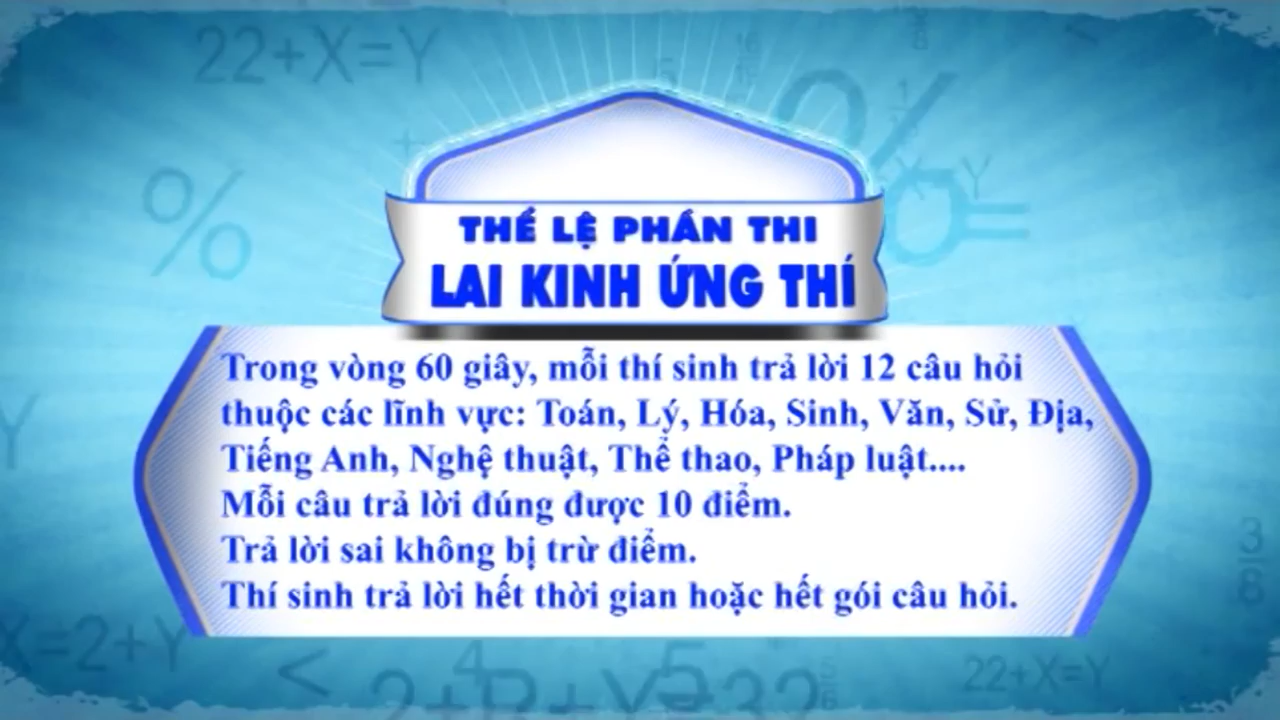 22+X=Y
%
THỂ LỆ PHẦN THI
LAI KINH ỨNG THÍ
Trong vòng 60 giây, mỗi thí sinh trả lời 12 câu hỏi
thuộc các lĩnh vực: Toán, Lý, Hóa, Sinh, Văn, Sử, Địa,
Tiếng Anh, Nghệ thuật, Thể thao, Pháp luật....
Mỗi câu trả lời đúng được 10 điểm.
Trả lời sai không bị trừ điểm.
Thí sinh trả lời hết thời gian hoặc hết gói câu hỏi.
X=2+Y
22+X=Y